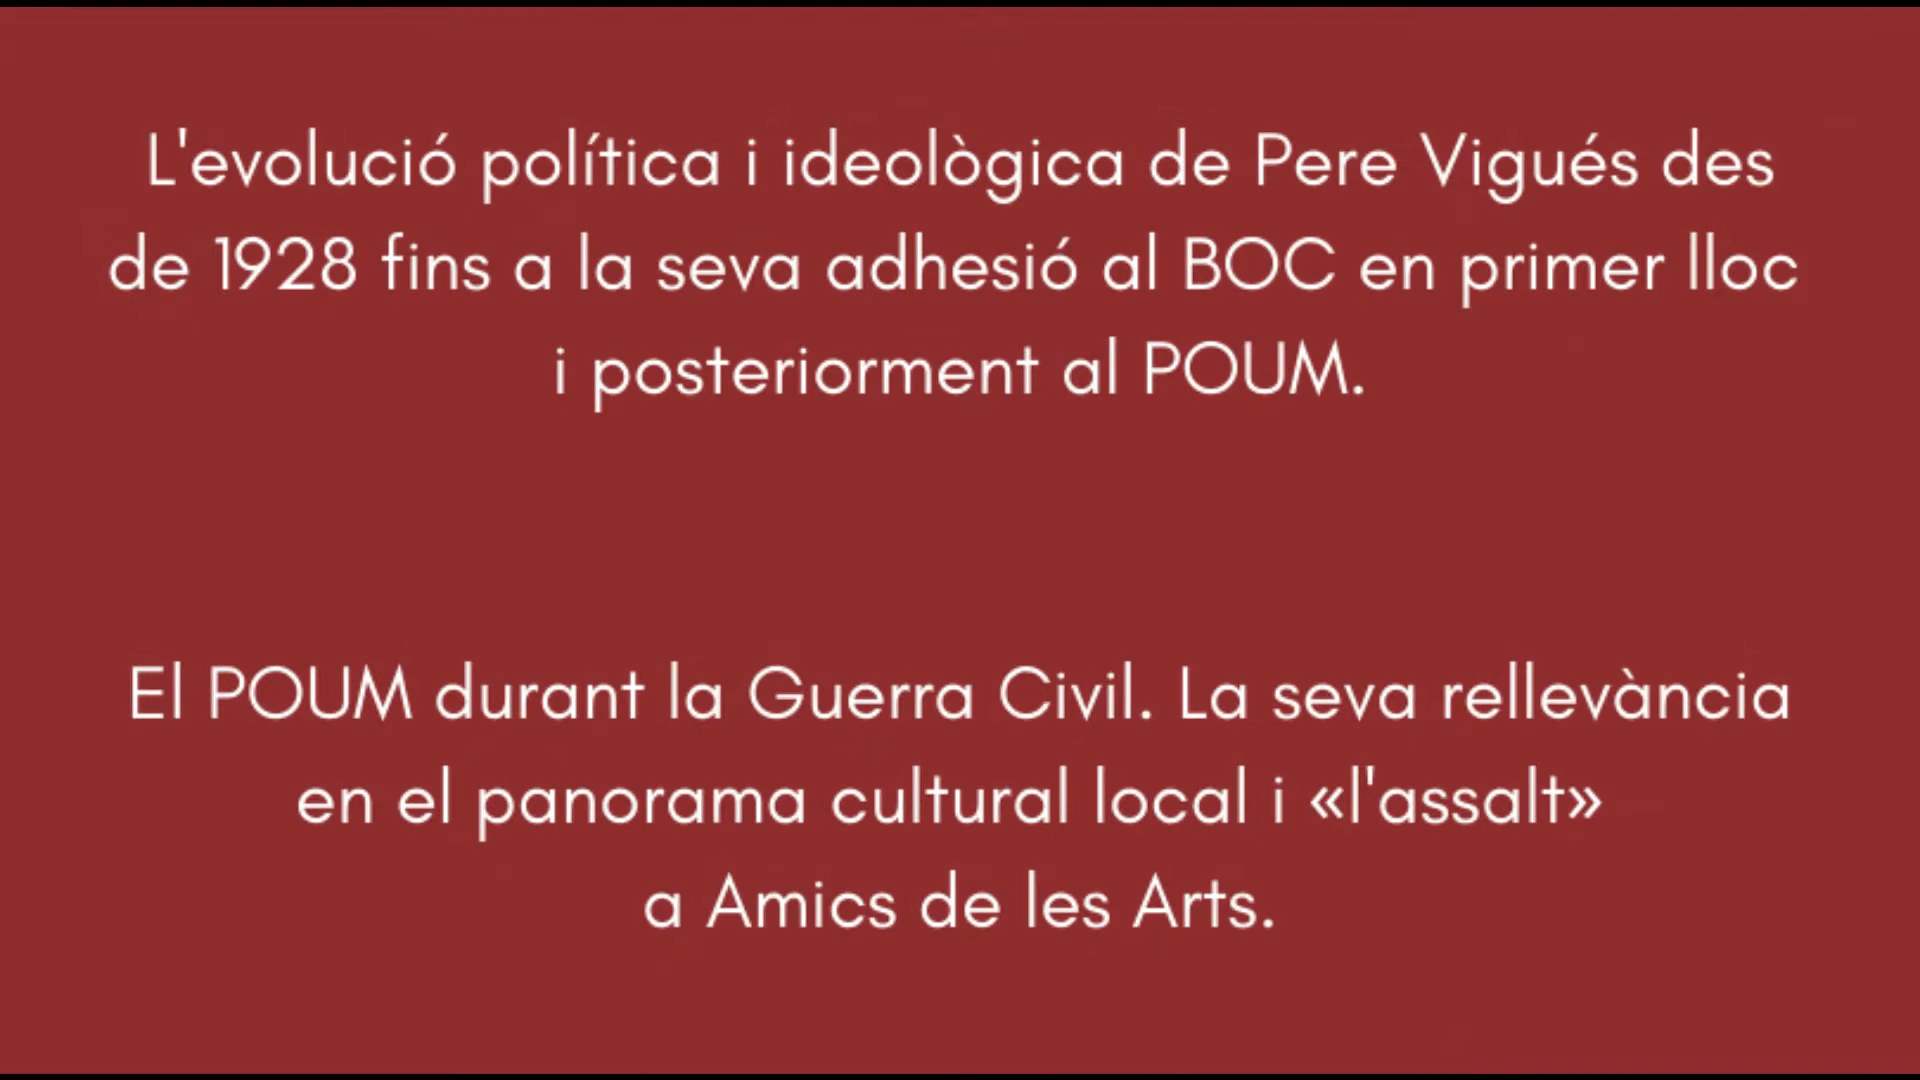 L'evolució política i ideològica de Pere Vigués des
de 1928 fins a la seva adhesió al BOC en primer lloc
i posteriorment al POUM.
El POUM durant la Guerra Civil. La seva rellevància
en el panorama cultural local i «l'assalt»
a Amics de les Arts.